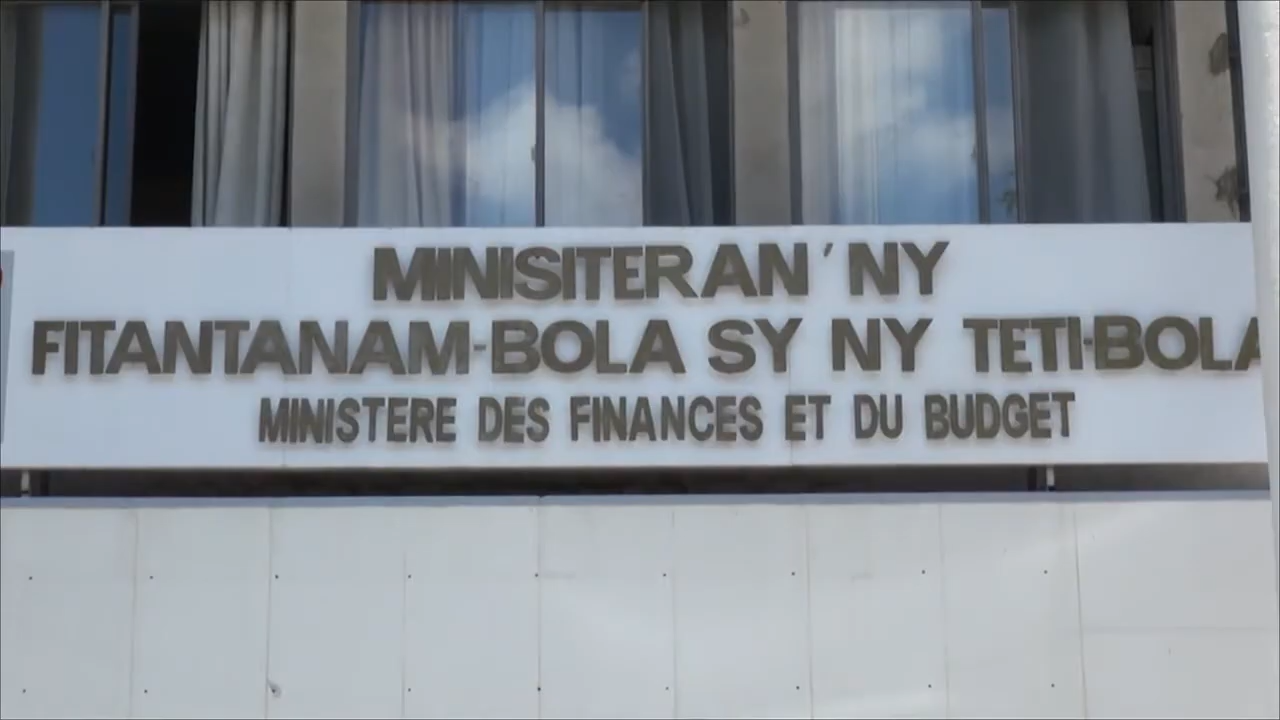 MINISITERAN'NY
FITANTANAM-BOLA SY NY TETI-BOLA
MINISTERE DES FINANCES ET DU BUDGET